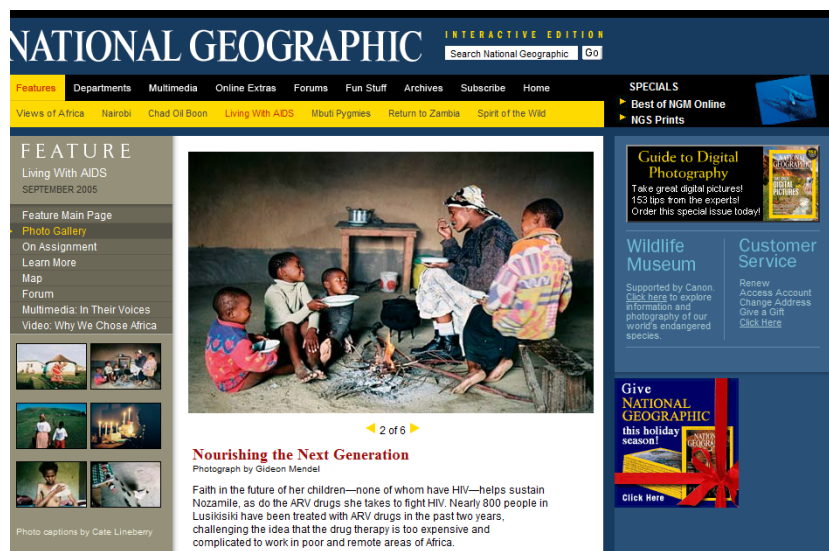 NATIONAL GEOGRAPHIC
INTERACTIVE EDITION
Search National Geographic Go
Features Departments Multimedia Online Extras Forums Fun Stuff Archives Subscribe Home
Views of Africa Nairobi Chad Oil Boon Living With AIDS Mbuti Pygmies Return to Zambia Spirit of the Wild
SPECIALS
Best of NGM Online
NGS Prints
FEATURE
Living With AIDS
SEPTEMBER 2005
Feature Main Page
Photo Gallery
On Assignment
Learn More
Map
Forum
Multimedia: In Their Voices
Video: Why We Chose Africa
Photo captions by Cate Lineberry
2 of 6
Nourishing the Next Generation
Photograph by Gideon Mendel
Faith in the future of her children—none of whom have HIV—helps sustain
Nozamile, as do the ARV drugs she takes to fight HIV. Nearly 800 people in
Lusikisiki have been treated with ARV drugs in the past two years,
challenging the idea that the drug therapy is too expensive and
complicated to work in poor and remote areas of Africa.
Guide to Digital
Photography
Take great digital pictures!
153 tips from the experts!
Order this special issue today!
NATIONAL GEOGRAPHIC
DIGITAL
Wildlife
Museum
Supported by Canon.
Click here to explore
information and
photography of our
world's endangered
species.
Customer
Service
Renew
Access Account
Change Address
Give a Gift
Click Here
Give
NATIONAL
GEOGRAPHIC
this holiday
season!
Click Here